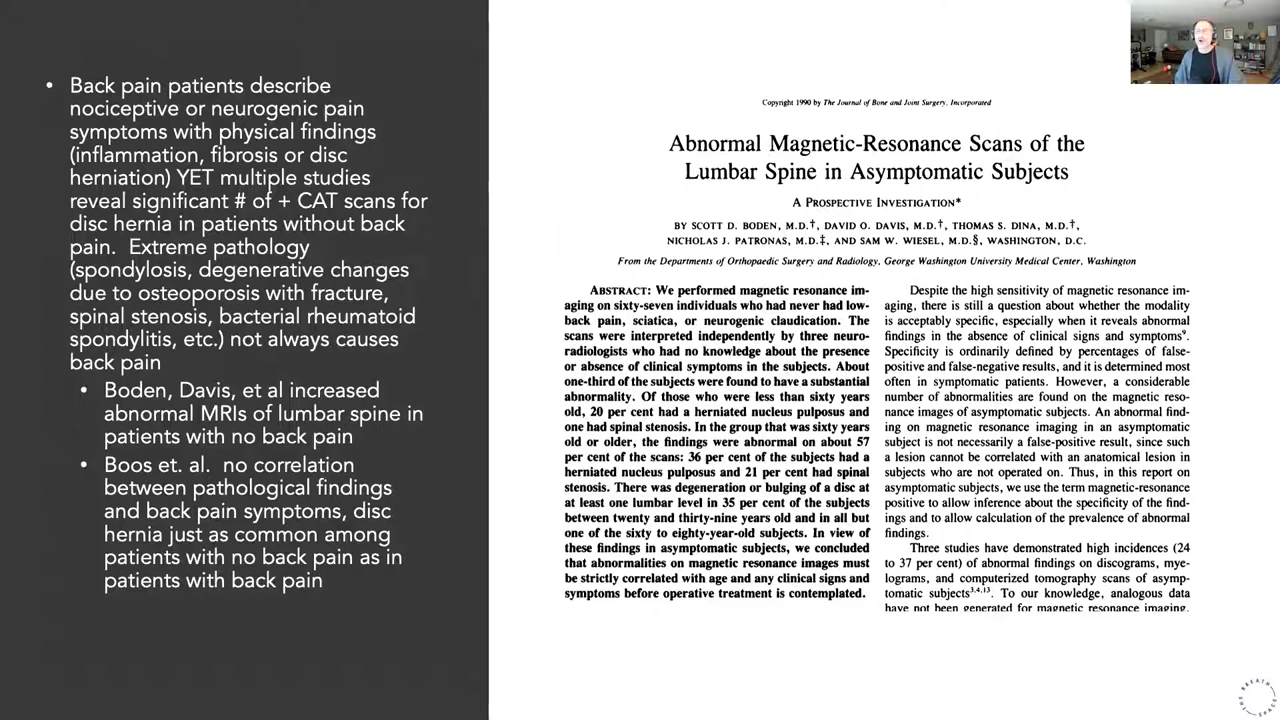 • Back pain patients describe
nociceptive or neurogenic pain
symptoms with physical findings
(inflammation, fibrosis or disc
herniation) YET multiple studies
reveal significant # of + CAT scans for
disc hernia in patients without back
pain. Extreme pathology
(spondylosis, degenerative changes
due to osteoporosis with fracture,
spinal stenosis, bacterial rheumatoid
spondylitis, etc.) not always causes
back pain
• Boden, Davis, et al increased
abnormal MRIs of lumbar spine in
patients with no back pain
• Boos et. al. no correlation
between pathological findings
and back pain symptoms, disc
hernia just as common among
patients with no back pain as in
patients with back pain
Copyright 1990 by The Journal of Bone and Joint Surgery, Incorporated
Abnormal Magnetic-Resonance Scans of the
Lumbar Spine in Asymptomatic Subjects
A PROSPECTIVE INVESTIGATION*
BY SCOTT D. BODEN, M.D.†, DAVID O. DAVIS, M.D.†, THOMAS S. DINA, M.D.†,
NICHOLAS J. PATRONAS, M.D.‡, AND SAM W. WIESEL, M.D.§, WASHINGTON, D.C.
From the Departments of Orthopaedic Surgery and Radiology, George Washington University Medical Center, Washington
ABSTRACT: We performed magnetic resonance im-
aging on sixty-seven individuals who had never had low-
back pain, sciatica, or neurogenic claudication. The
scans were interpreted independently by three neuro-
radiologists who had no knowledge about the presence
or absence of clinical symptoms in the subjects. About
one-third of the subjects were found to have a substantial
abnormality. Of those who were less than sixty years
old, 20 per cent had a herniated nucleus pulposus and
one had spinal stenosis. In the group that was sixty years
old or older, the findings were abnormal on about 57
per cent of the scans: 36 per cent of the subjects had a
herniated nucleus pulposus and 21 per cent had spinal
stenosis. There was degeneration or bulging of a disc at
at least one lumbar level in 35 per cent of the subjects
between twenty and thirty-nine years old and in all but
one of the sixty to eighty-year-old subjects. In view of
these findings in asymptomatic subjects, we concluded
that abnormalities on magnetic resonance images must
be strictly correlated with age and any clinical signs and
symptoms before operative treatment is contemplated.
Despite the high sensitivity of magnetic resonance im-
aging, there is still a question about whether the modality
is acceptably specific, especially when it reveals abnormal
findings in the absence of clinical signs and symptoms9.
Specificity is ordinarily defined by percentages of false-
positive and false-negative results, and it is determined most
often in symptomatic patients. However, a considerable
number of abnormalities are found on the magnetic reso-
nance images of asymptomatic subjects. An abnormal find-
ing on magnetic resonance imaging in an asymptomatic
subject is not necessarily a false-positive result, since such
a lesion cannot be correlated with an anatomical lesion in
subjects who are not operated on. Thus, in this report on
asymptomatic subjects, we use the term magnetic-resonance
positive to allow inference about the specificity of the find-
ings and to allow calculation of the prevalence of abnormal
findings.
Three studies have demonstrated high incidences (24
to 37 per cent) of abnormal findings on discograms, mye-
lograms, and computerized tomography scans of asymp-
tomatic subjects3,4,13. To our knowledge, analogous data
have not been generated for magnetic resonance imaging.
THE BREATH SPACE